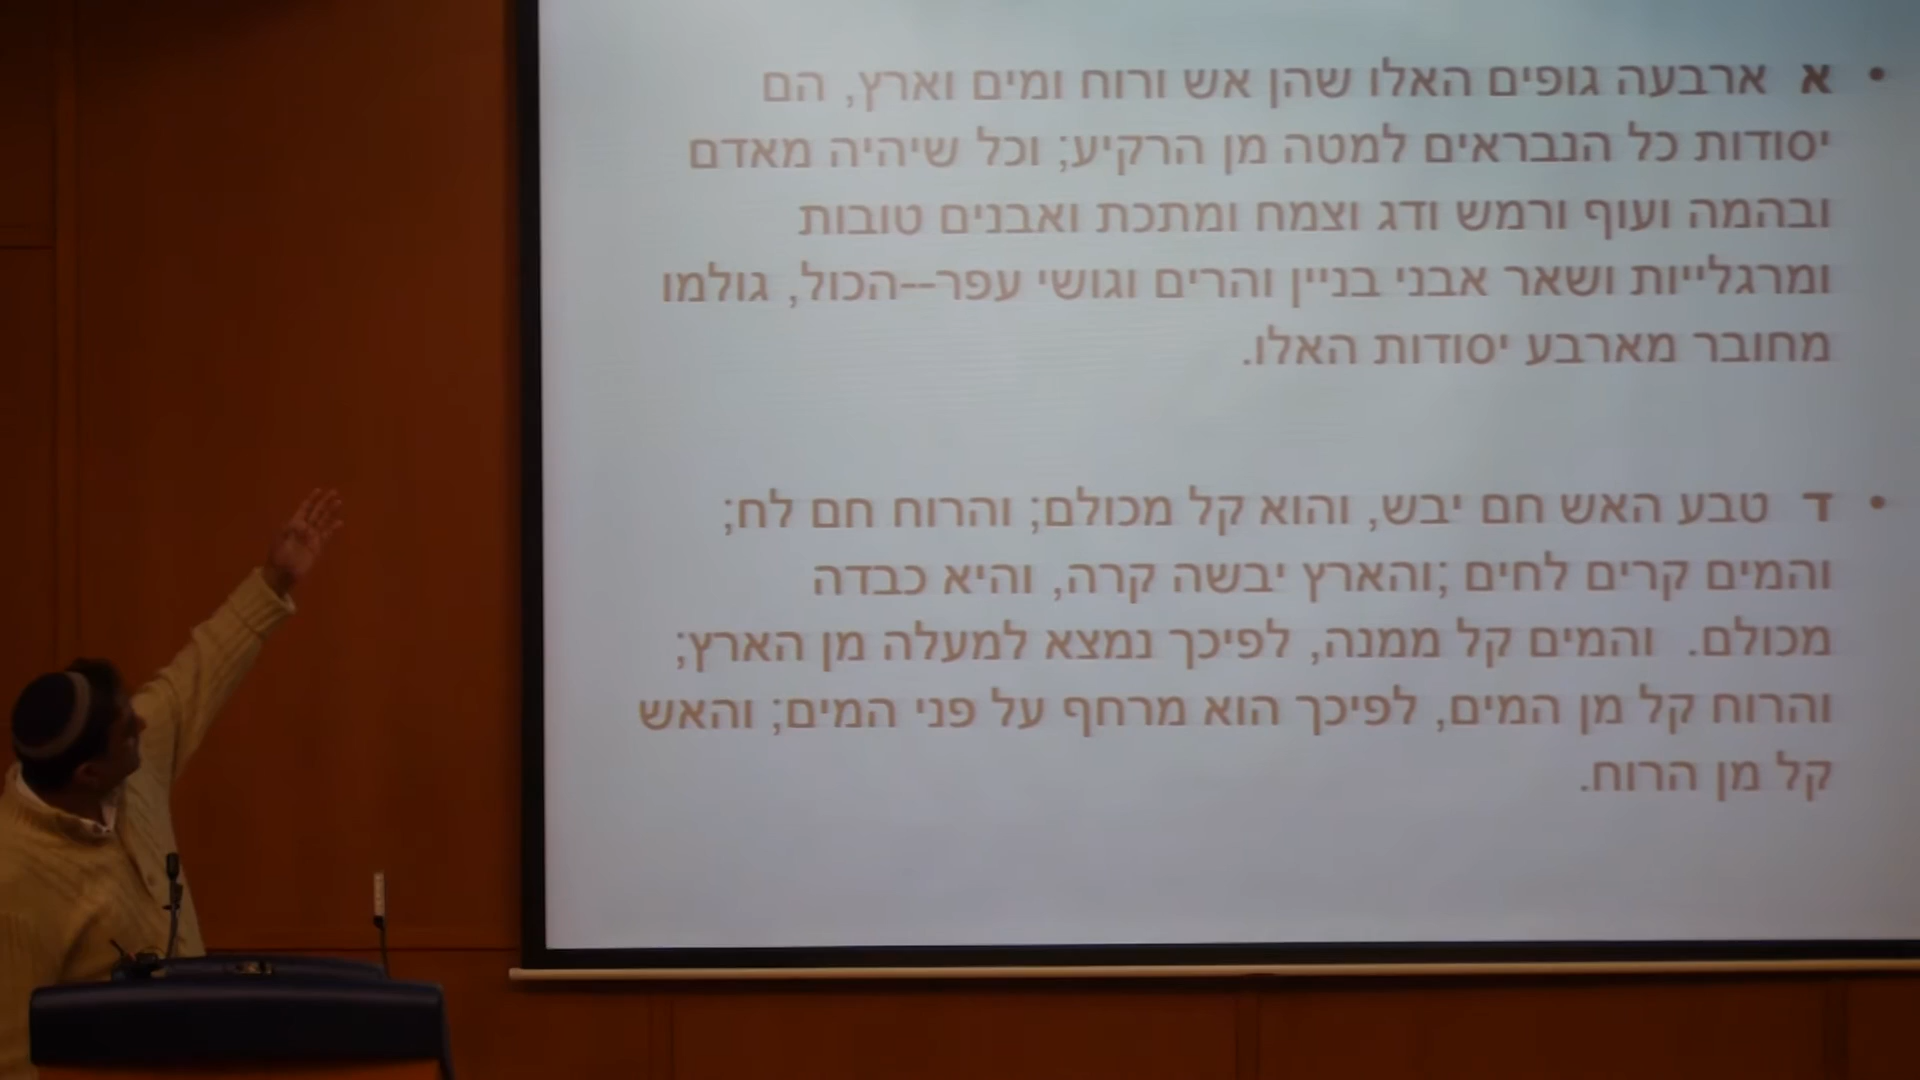 • א ארבעה גופים האלו שהן אש ורוח ומים וארץ, הם
יסודות כל הנבראים למטה מן הרקיע; וכל שיהיה מאדם
ובהמה ועוף ורמש ודג וצמח ומתכת ואבנים טובות
ומרגלייות ושאר אבני בניין והרים וגושי עפר--הכול, גולמו
מחובר מארבע יסודות האלו.
• ד טבע האש חם יבש, והוא קל מכולם; והרוח חם לח;
והמים קרים לחים ;והארץ יבשה קרה, והיא כבדה
מכולם. והמים קל ממנה, לפיכך נמצא למעלה מן הארץ;
והרוח קל מן המים, לפיכך הוא מרחף על פני המים; והאש
קל מן הרוח.